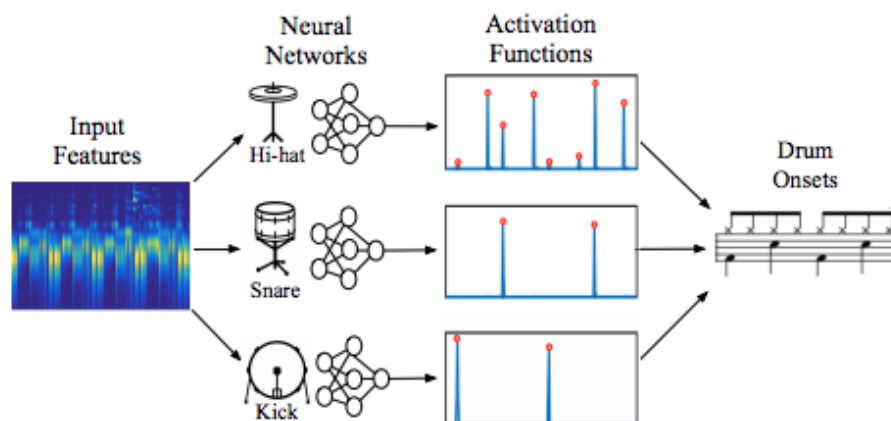 Neural
Networks
Activation
Functions
Input
Features
Hi-hat
Snare
Kick
Drum
Onsets